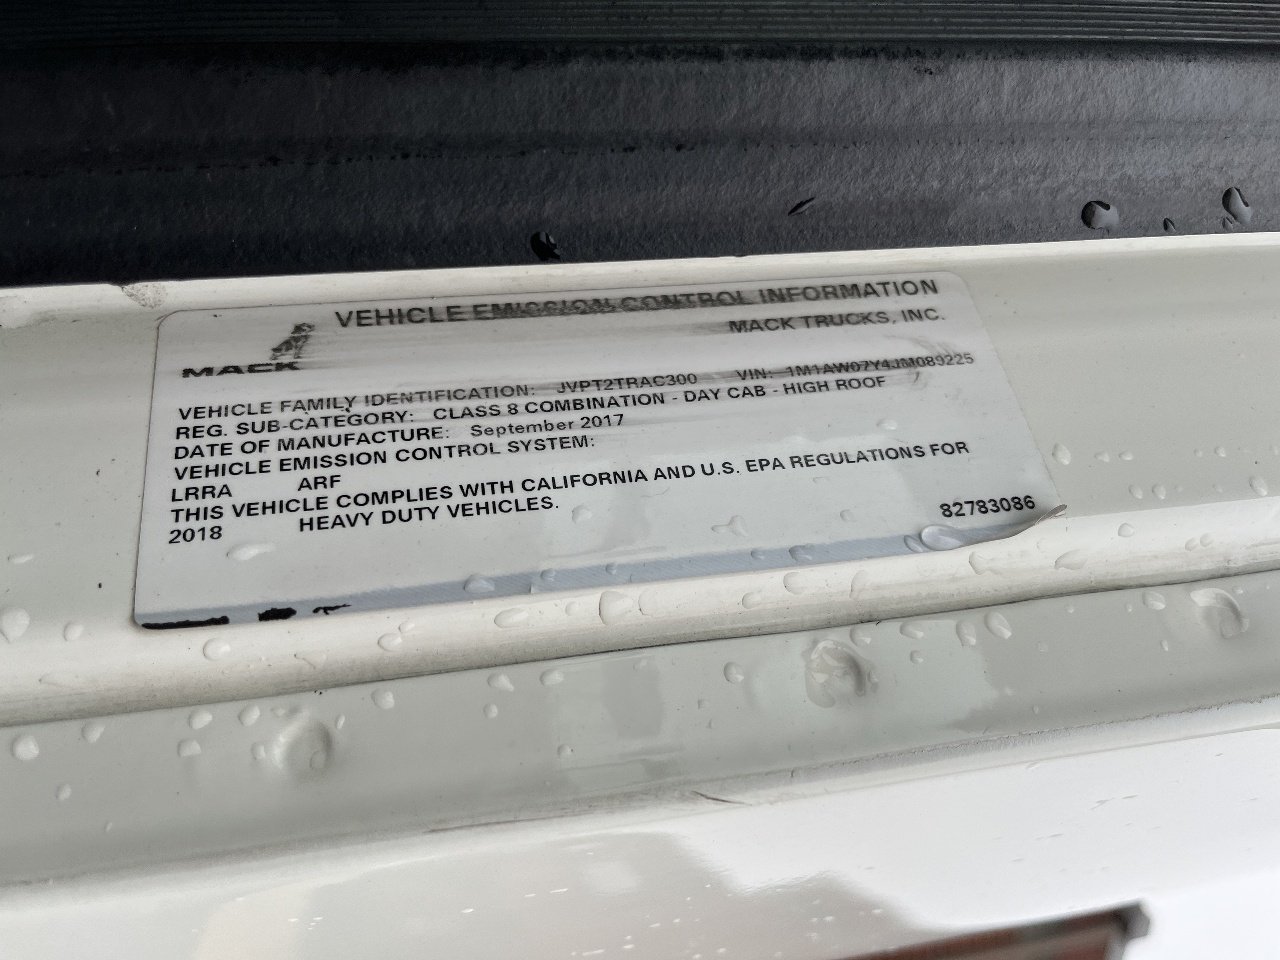 VEHICLE EMISSION CONTROL INFORMATION
MACK
MACK TRUCKS, INC.
VEHICLE FAMILY IDENTIFICATION: JVPT2TRAC300 VIN: 1M1AW07Y4JM089225
REG. SUB-CATEGORY: CLASS 8 COMBINATION - DAY CAB - HIGH ROOF
DATE OF MANUFACTURE: September 2017
VEHICLE EMISSION CONTROL SYSTEM:
LRRA ARF
THIS VEHICLE COMPLIES WITH CALIFORNIA AND U.S. EPA REGULATIONS FOR
2018 HEAVY DUTY VEHICLES.
82783086